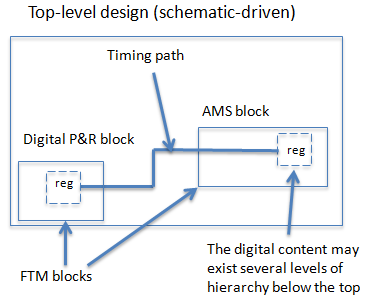 Top-level design (schematic-driven)
Timing path
AMS block
Digital P&R block
reg
reg
FTM blocks
The digital content may
exist several levels of
hierarchy below the top